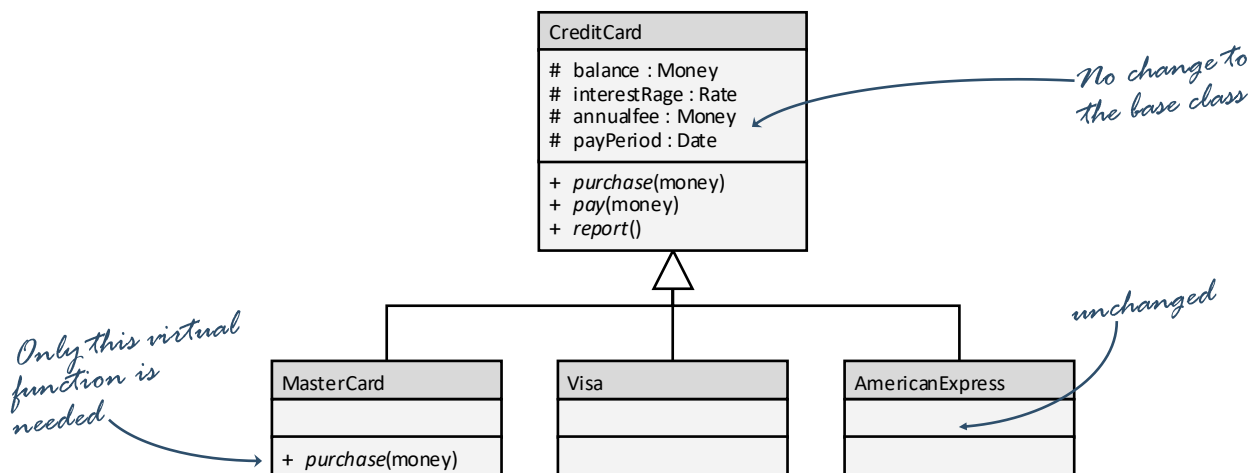 CreditCard
# balance : Money
# interestRage : Rate
# annualfee : Money
# payPeriod : Date
No change to
the base class
+ purchase(money)
+ pay(money)
+ report()
unchanged
Only this virtual
function is
needed
MasterCard
Visa
AmericanExpress
+ purchase(money)